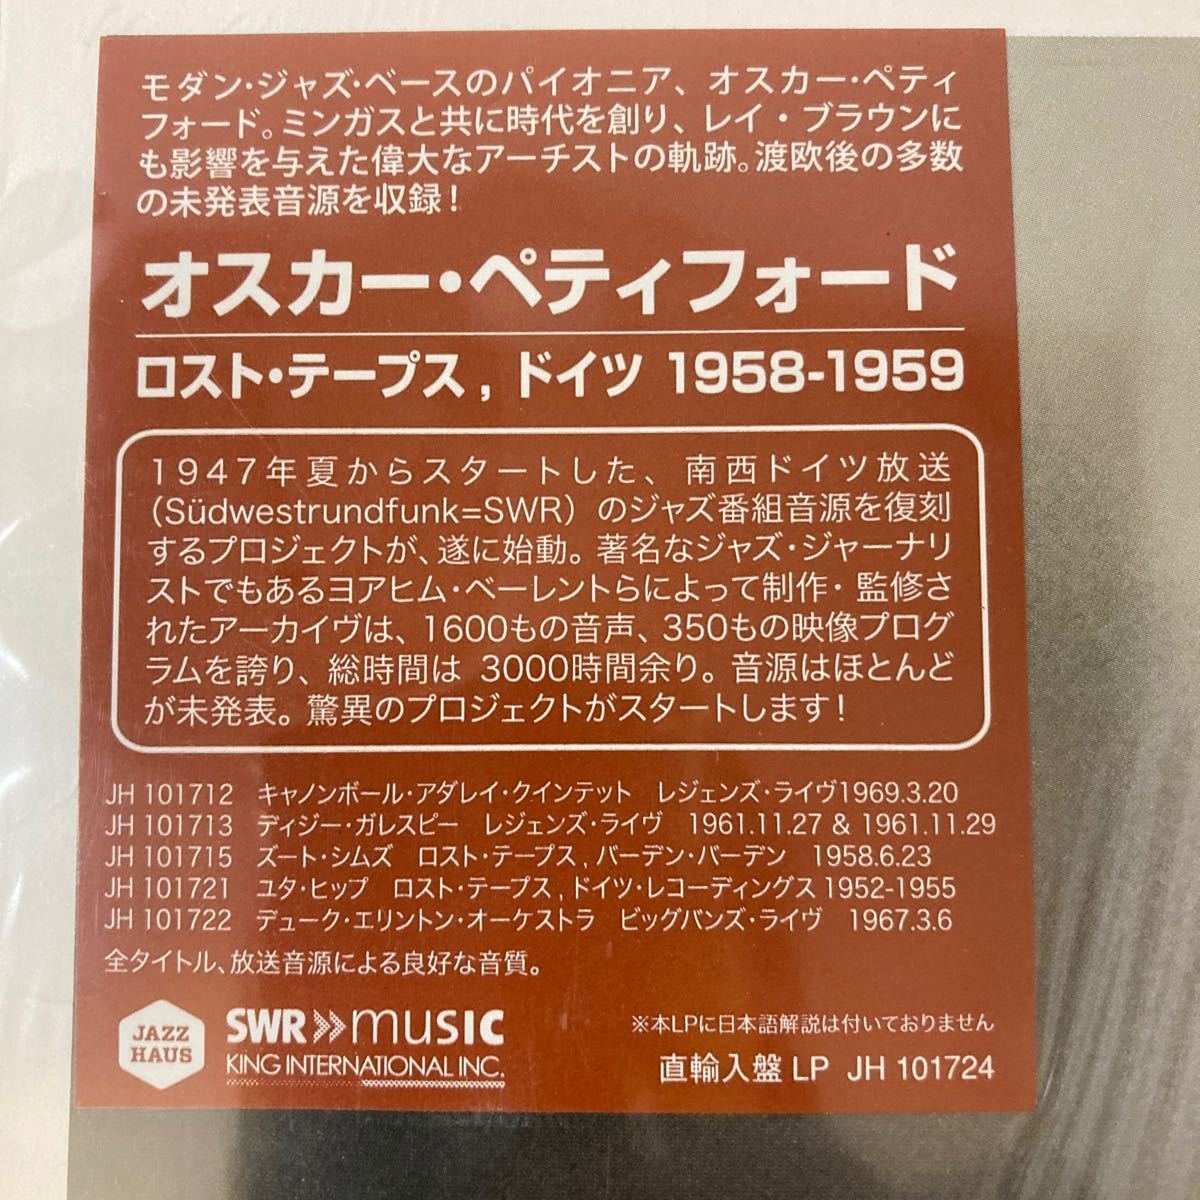 モダン・ジャズ・ベースのパイオニア、オスカー・ペティ
フォード。ミンガスと共に時代を創り、レイ・ブラウンに
も影響を与えた偉大なアーチストの軌跡。渡欧後の多数
の未発表音源を収録！
オスカー・ペティフォード
ロスト・テープス , ドイツ 1958-1959
1947年夏からスタートした、南西ドイツ放送
（Südwestrundfunk=SWR）のジャズ番組音源を復刻
するプロジェクトが、遂に始動。著名なジャズ・ジャーナリ
ストでもあるヨアヒム・ベーレントらによって制作・監修さ
れたアーカイヴは、1600もの音声、350もの映像プログ
ラムを誇り、総時間は 3000時間余り。音源はほとんど
が未発表。驚異のプロジェクトがスタートします！
JH 101712 キャノンボール・アダレイ・クインテット レジェンズ・ライヴ1969.3.20
JH 101713 ディジー・ガレスピー レジェンズ・ライヴ 1961.11.27 & 1961.11.29
JH 101715 ズート・シムズ ロスト・テープス , バーデン・バーデン 1958.6.23
JH 101721 ユタ・ヒップ ロスト・テープス , ドイツ・レコーディングス 1952-1955
JH 101722 デューク・エリントン・オーケストラ ビッグバンズ・ライヴ 1967.3.6
全タイトル、放送音源による良好な音質。
JAZZ
HAUS
SWR>>music
KING INTERNATIONAL INC.
※本LPに日本語解説は付いておりません
直輸入盤 LP JH 101724